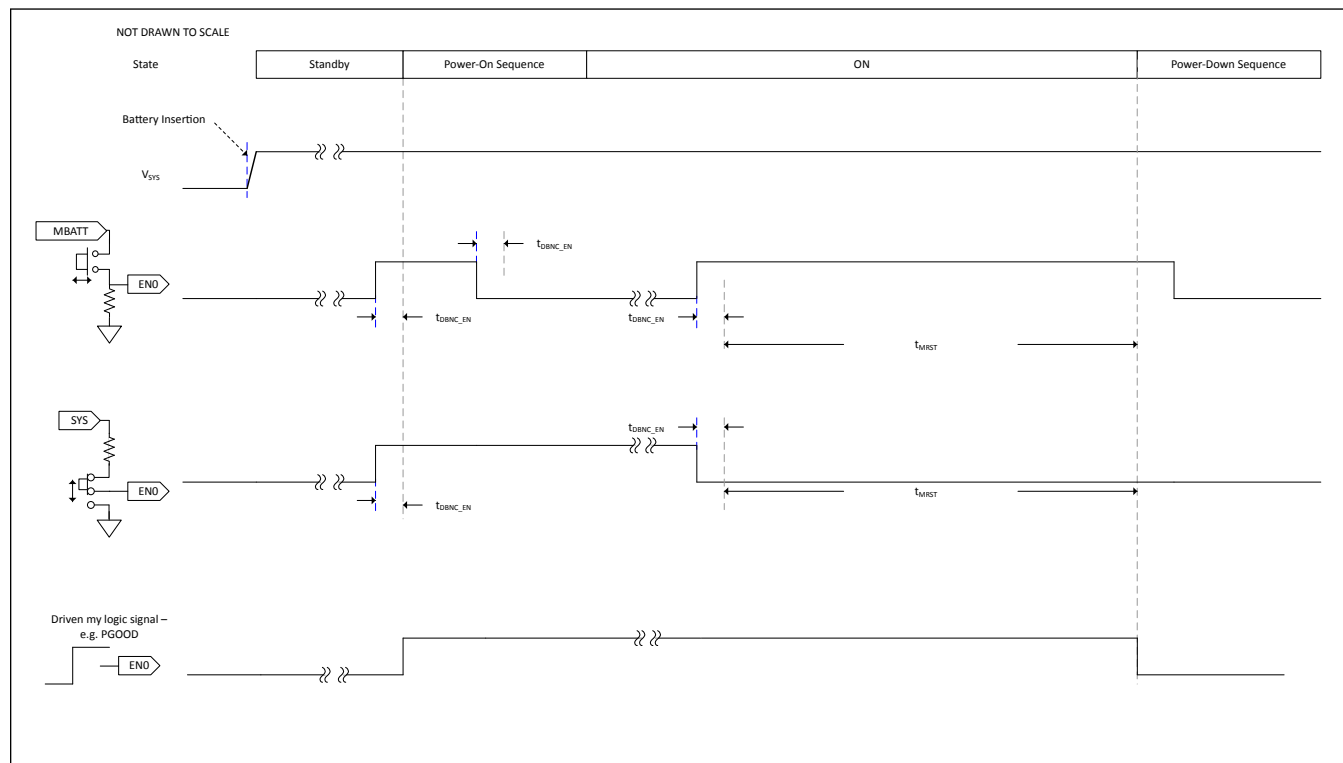 NOT DRAWN TO SCALE
State
Standby
Power-On Sequence
ON
Power-Down Sequence
Battery Insertion
VSYS
MBATT
EN0
tDBNC_EN
tDBNC_EN
tDBNC_EN
tMRST
SYS
EN0
tDBNC_EN
tDBNC_EN
tMRST
Driven my logic signal –
e.g. PGOOD
EN0